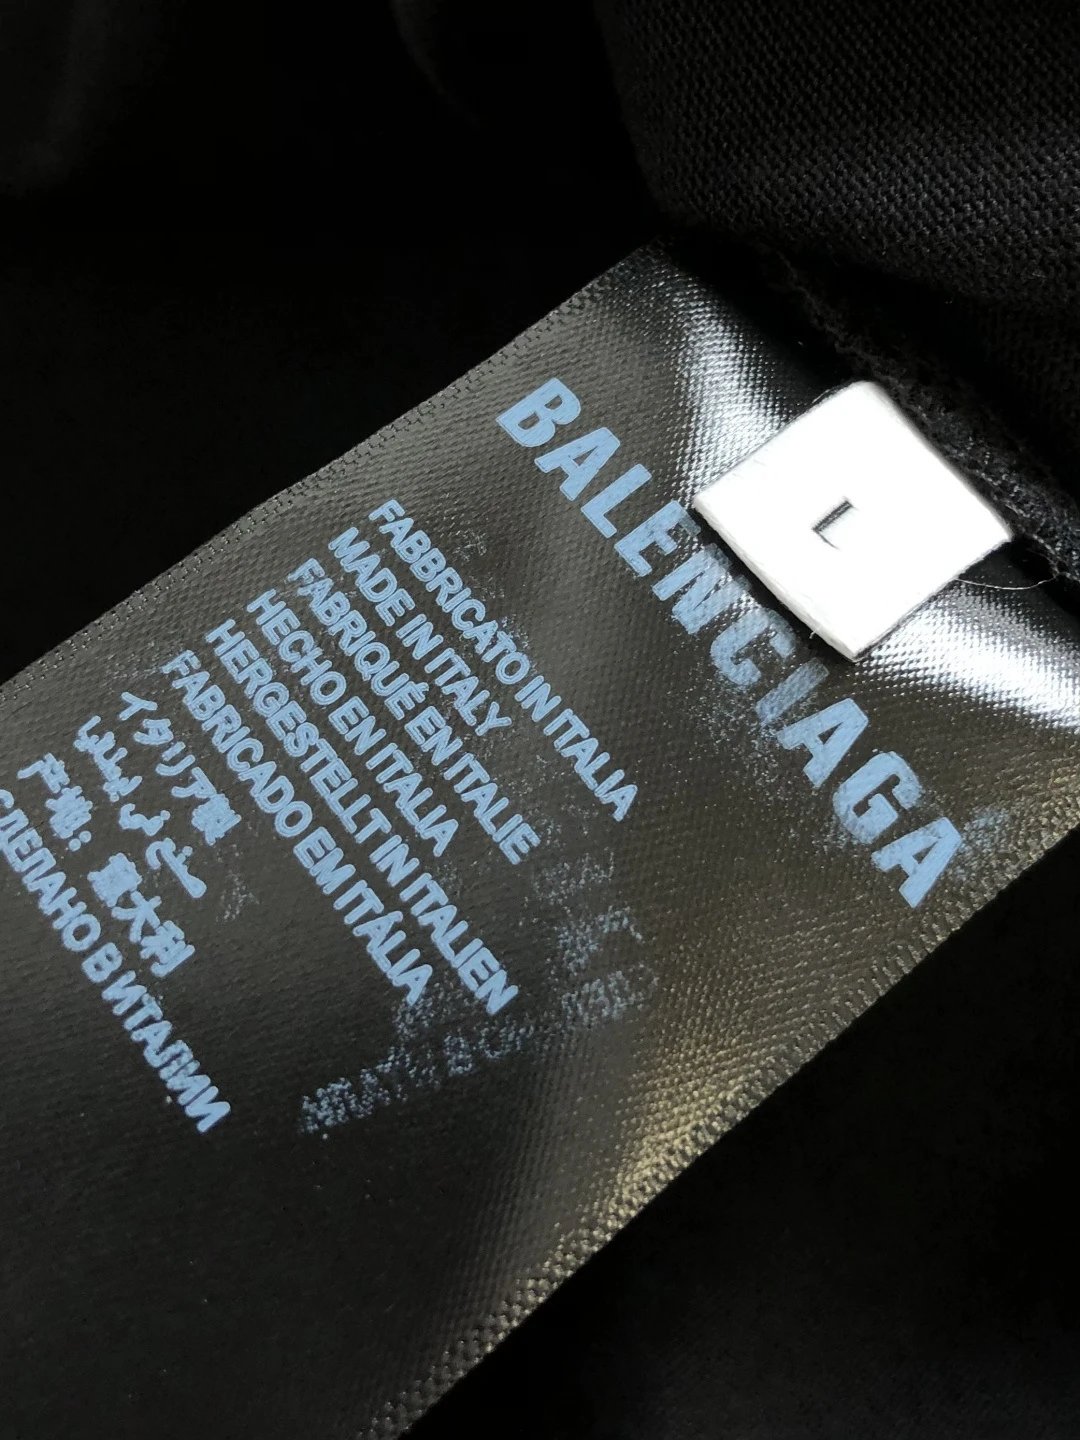 BALENCIAGA
L
FABBRICATO IN ITALIA
MADE IN ITALY
FABRIQUÉ EN ITALIE
HECHO EN ITALIA
HERGESTELLT IN ITALIEN
FABRICADO EM ITÁLIA
イタリア製
صنع في إيطاليا
产地: 意大利
СДЕЛАНО В ИТАЛИИ